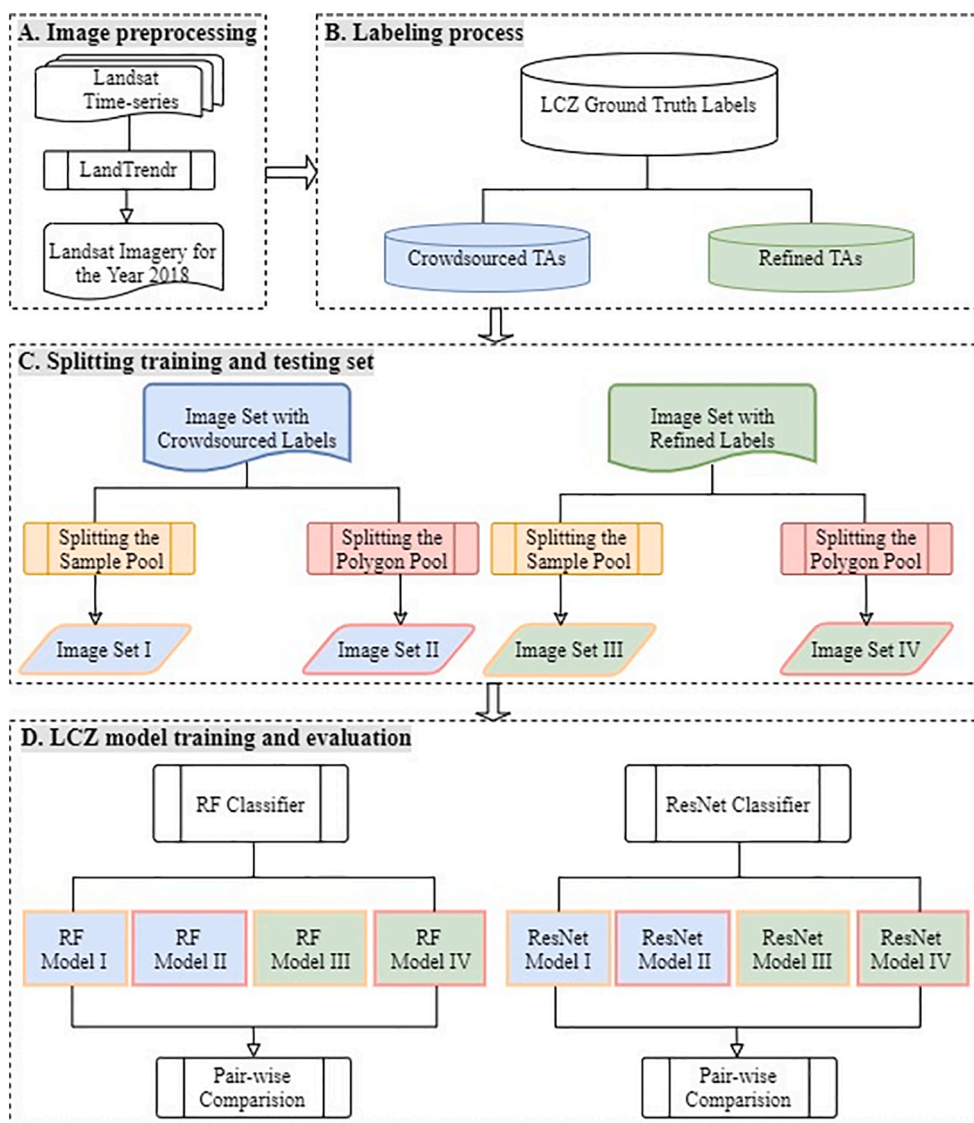 A. Image preprocessing
Landsat
Time-series
LandTrendr
Landsat Imagery for
the Year 2018
B. Labeling process
LCZ Ground Truth Labels
Crowdsourced TAs
Refined TAs
C. Splitting training and testing set
Image Set with
Crowdsourced Labels
Image Set with
Refined Labels
Splitting the
Sample Pool
Splitting the
Polygon Pool
Splitting the
Sample Pool
Splitting the
Polygon Pool
Image Set I
Image Set II
Image Set III
Image Set IV
D. LCZ model training and evaluation
RF Classifier
ResNet Classifier
RF
Model I
RF
Model II
RF
Model III
RF
Model IV
ResNet
Model I
ResNet
Model II
ResNet
Model III
ResNet
Model IV
Pair-wise
Comparision
Pair-wise
Comparision